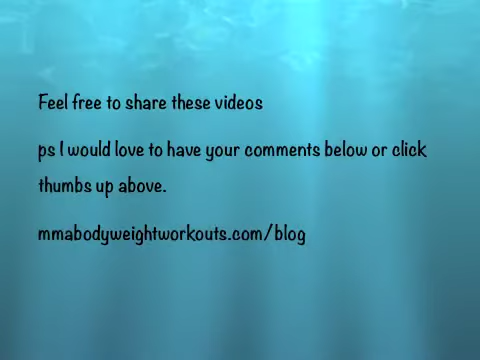 Feel free to share these videos
ps I would love to have your comments below or click
thumbs up above.
mmabodyweightworkouts.com/blog